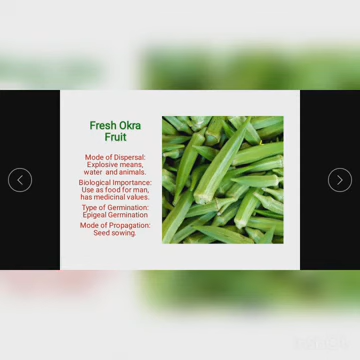 Fresh Okra
Fruit
Mode of Dispersal:
Explosive means,
water and animals.
Biological Importance:
Use as food for man,
has medicinal values.
Type of Germination:
Epigeal Germination
Mode of Propagation:
Seed sowing.